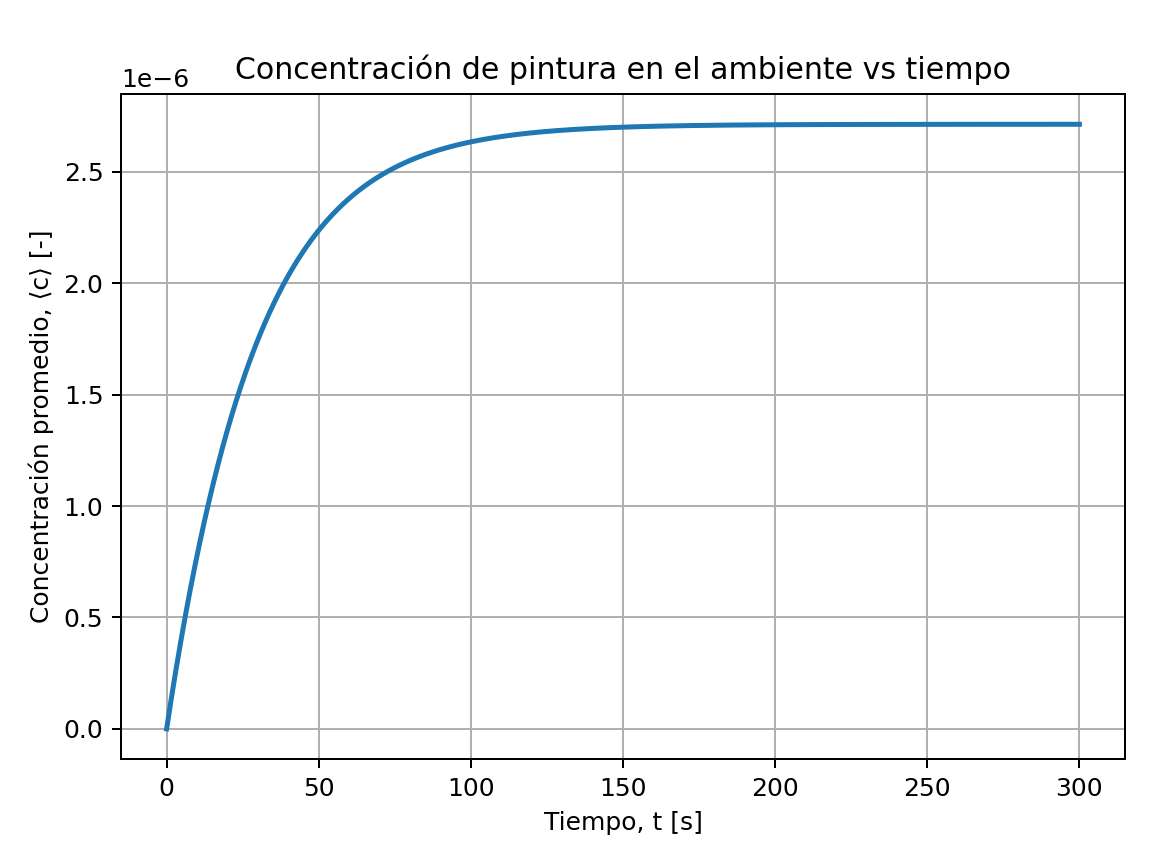 Concentración de pintura en el ambiente vs tiempo
1e−6
2.5
2.0
1.5
1.0
0.5
0.0
Concentración promedio, ⟨c⟩ [-]
0 50 100 150 200 250 300
Tiempo, t [s]